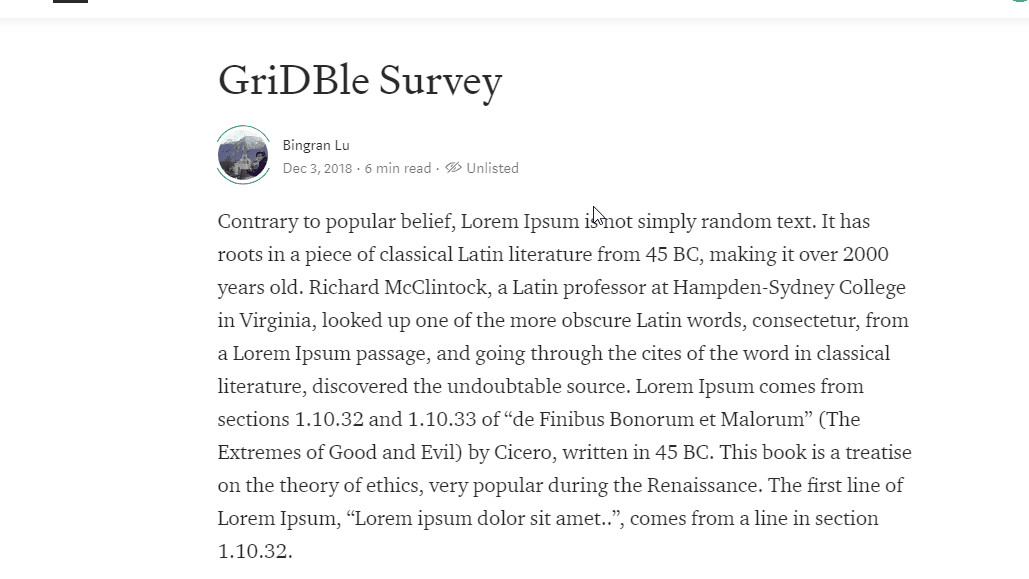 GriDBle Survey
Bingran Lu
Dec 3, 2018 · 6 min read · Unlisted
Contrary to popular belief, Lorem Ipsum is not simply random text. It has
roots in a piece of classical Latin literature from 45 BC, making it over 2000
years old. Richard McClintock, a Latin professor at Hampden-Sydney College
in Virginia, looked up one of the more obscure Latin words, consectetur, from
a Lorem Ipsum passage, and going through the cites of the word in classical
literature, discovered the undoubtable source. Lorem Ipsum comes from
sections 1.10.32 and 1.10.33 of “de Finibus Bonorum et Malorum” (The
Extremes of Good and Evil) by Cicero, written in 45 BC. This book is a treatise
on the theory of ethics, very popular during the Renaissance. The first line of
Lorem Ipsum, “Lorem ipsum dolor sit amet..”, comes from a line in section
1.10.32.